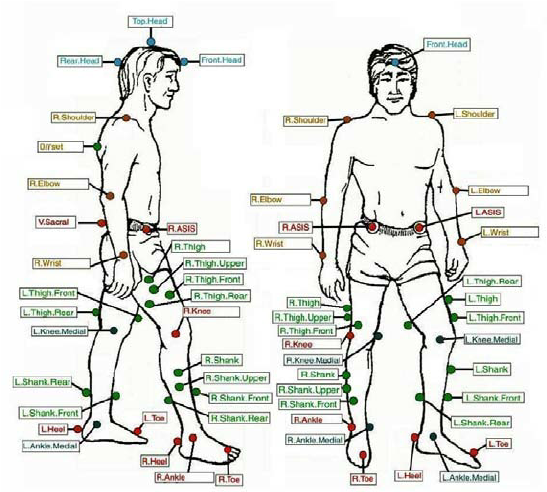 Top.Head
Rear.Head
Front.Head
R.Shoulder
Offset
R.Elbow
V.Sacral
R.ASIS
R.Wrist
R.Thigh
R.Thigh.Upper
R.Thigh.Front
R.Thigh.Rear
L.Thigh.Front
L.Thigh.Rear
R.Knee
L.Knee.Medial
R.Shank
R.Shank.Upper
L.Shank.Rear
R.Shank.Front
L.Shank.Front
R.Shank.Rear
L.Toe
L.Heel
L.Ankle.Medial
R.Heel
R.Ankle
R.Toe
Front.Head
R.Shoulder
L.Shoulder
R.Elbow
L.Elbow
R.ASIS
L.ASIS
R.Wrist
L.Wrist
L.Thigh.Rear
R.Thigh
L.Thigh
R.Thigh.Upper
L.Thigh.Front
R.Thigh.Front
R.Knee
L.Knee.Medial
R.Knee.Medial
R.Shank
L.Shank
R.Shank.Upper
R.Shank.Front
L.Shank.Front
R.Ankle
L.Shank.Rear
R.Ankle.Medial
L.Toe
R.Toe
L.Heel
L.Ankle.Medial